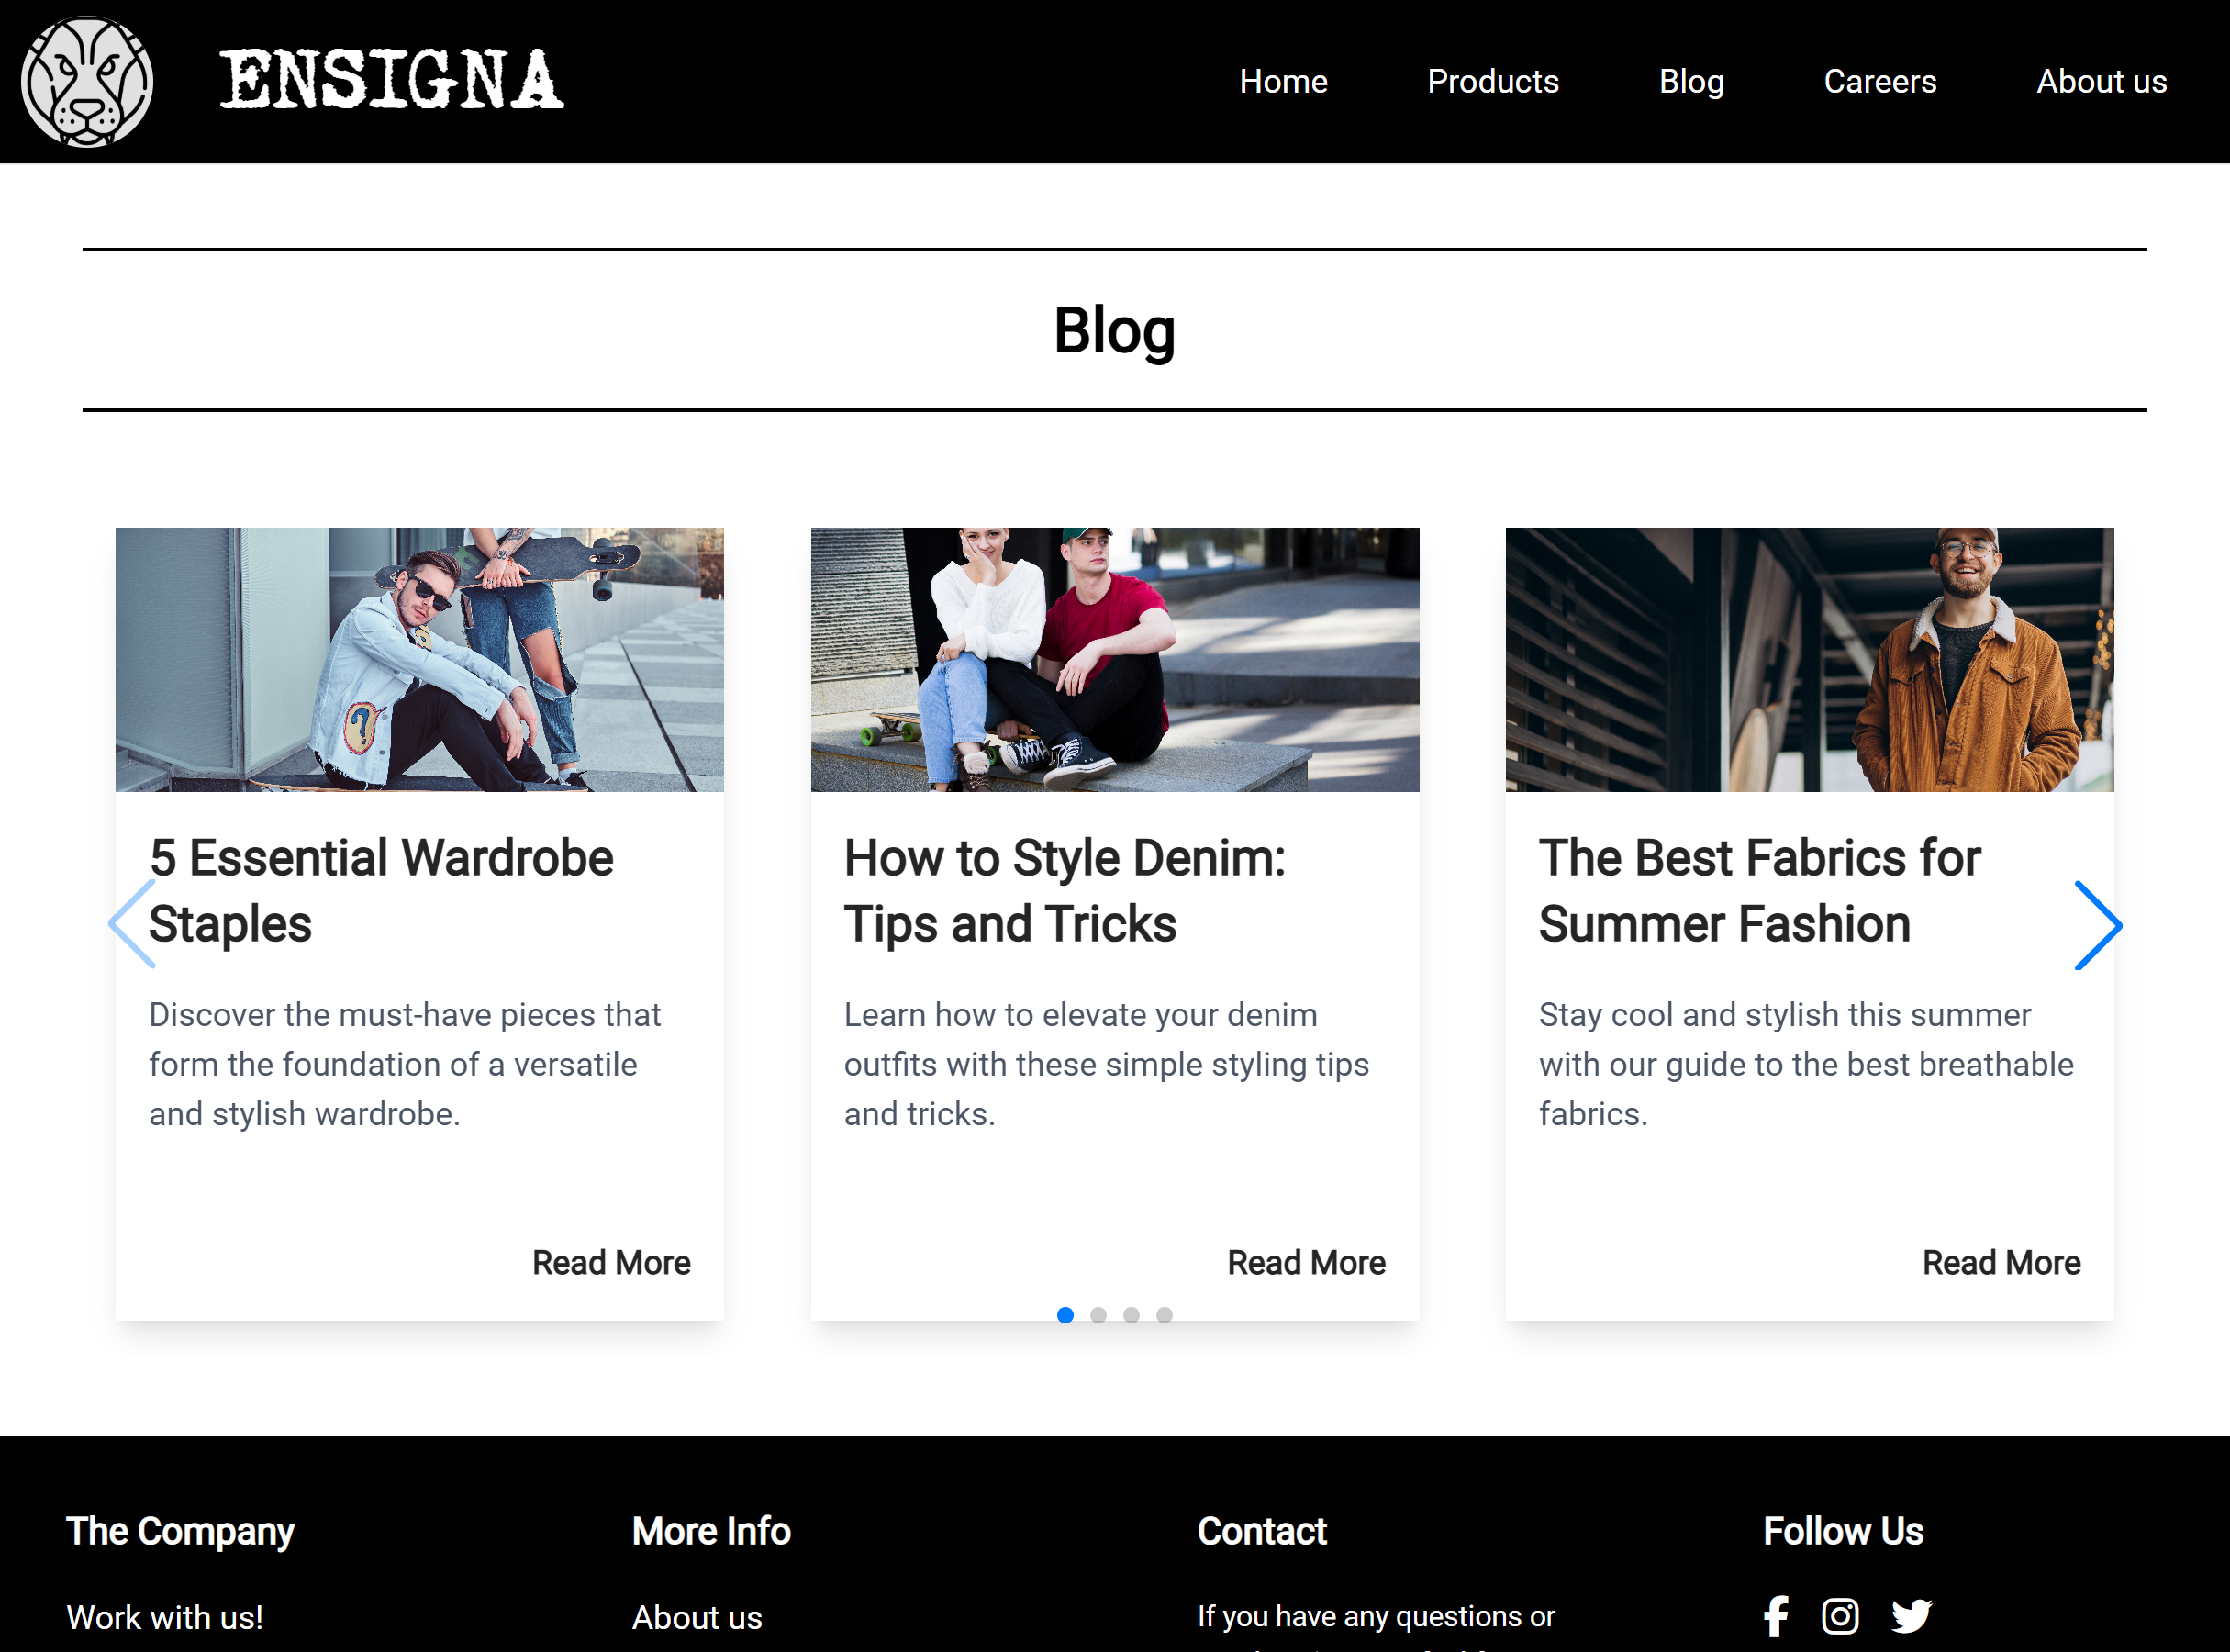 ENSIGNA
Home Products Blog Careers About us
Blog
5 Essential Wardrobe
Staples
Discover the must-have pieces that
form the foundation of a versatile
and stylish wardrobe.
Read More
How to Style Denim:
Tips and Tricks
Learn how to elevate your denim
outfits with these simple styling tips
and tricks.
Read More
The Best Fabrics for
Summer Fashion
Stay cool and stylish this summer
with our guide to the best breathable
fabrics.
Read More
The Company
Work with us!
More Info
About us
Contact
If you have any questions or
Follow Us